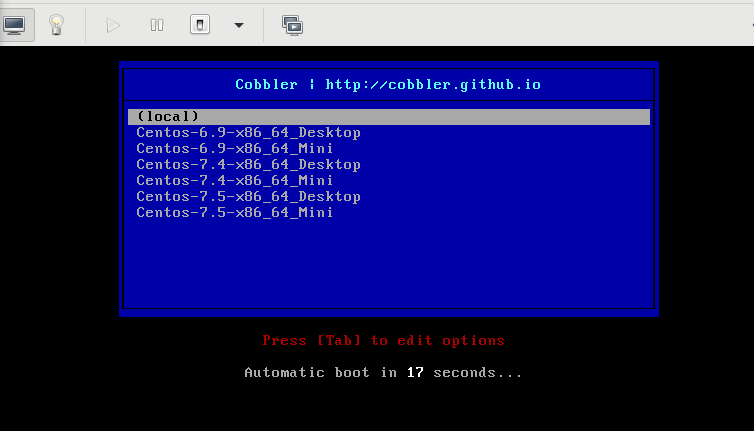 Cobbler | http://cobbler.github.io
(local)
Centos-6.9-x86_64_Desktop
Centos-6.9-x86_64_Mini
Centos-7.4-x86_64_Desktop
Centos-7.4-x86_64_Mini
Centos-7.5-x86_64_Desktop
Centos-7.5-x86_64_Mini
Press [Tab] to edit options
Automatic boot in 17 seconds...